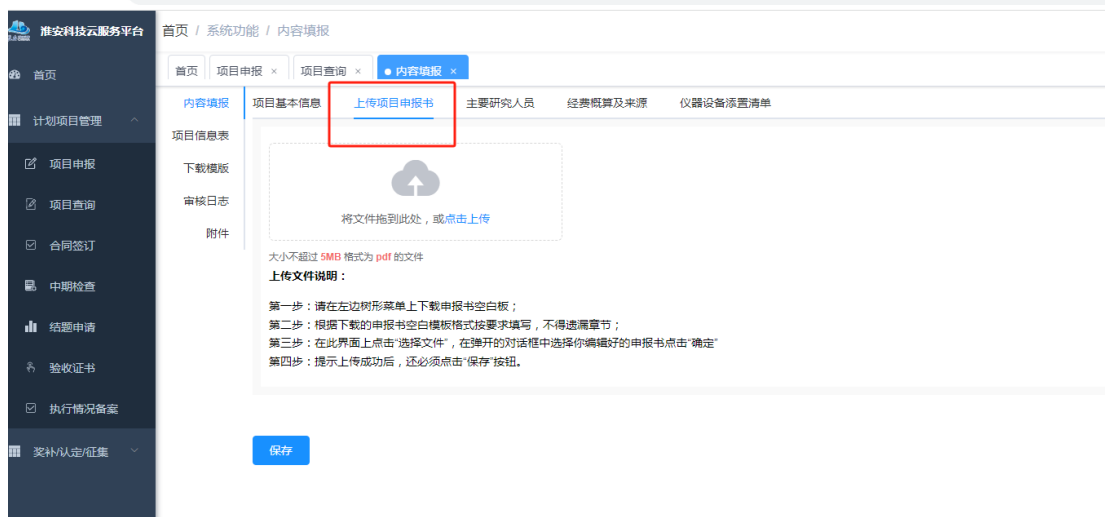 淮安科技云服务平台
首页 / 系统功能 / 内容填报
首页
首页 项目申报 × 项目查询 × 内容填报 ×
内容填报
项目基本信息 上传项目申报书 主要研究人员 经费概算及来源 仪器设备添置清单
计划项目管理
项目信息表
项目申报
下载模版
项目查询
审核日志
将文件拖到此处，或点击上传
附件
合同签订
大小不超过 5MB 格式为 pdf 的文件
上传文件说明：
中期检查
第一步：请在左边树形菜单上下载申报书空白板；
第二步：根据下载的申报书空白模板格式按要求填写，不得遗漏章节；
结题申请
第三步：在此界面上点击“选择文件”，在弹开的对话框中选择你编辑好的申报书点击“确定”
第四步：提示上传成功后，还必须点击“保存”按钮。
验收证书
执行情况备案
奖补/认定/征集
保存